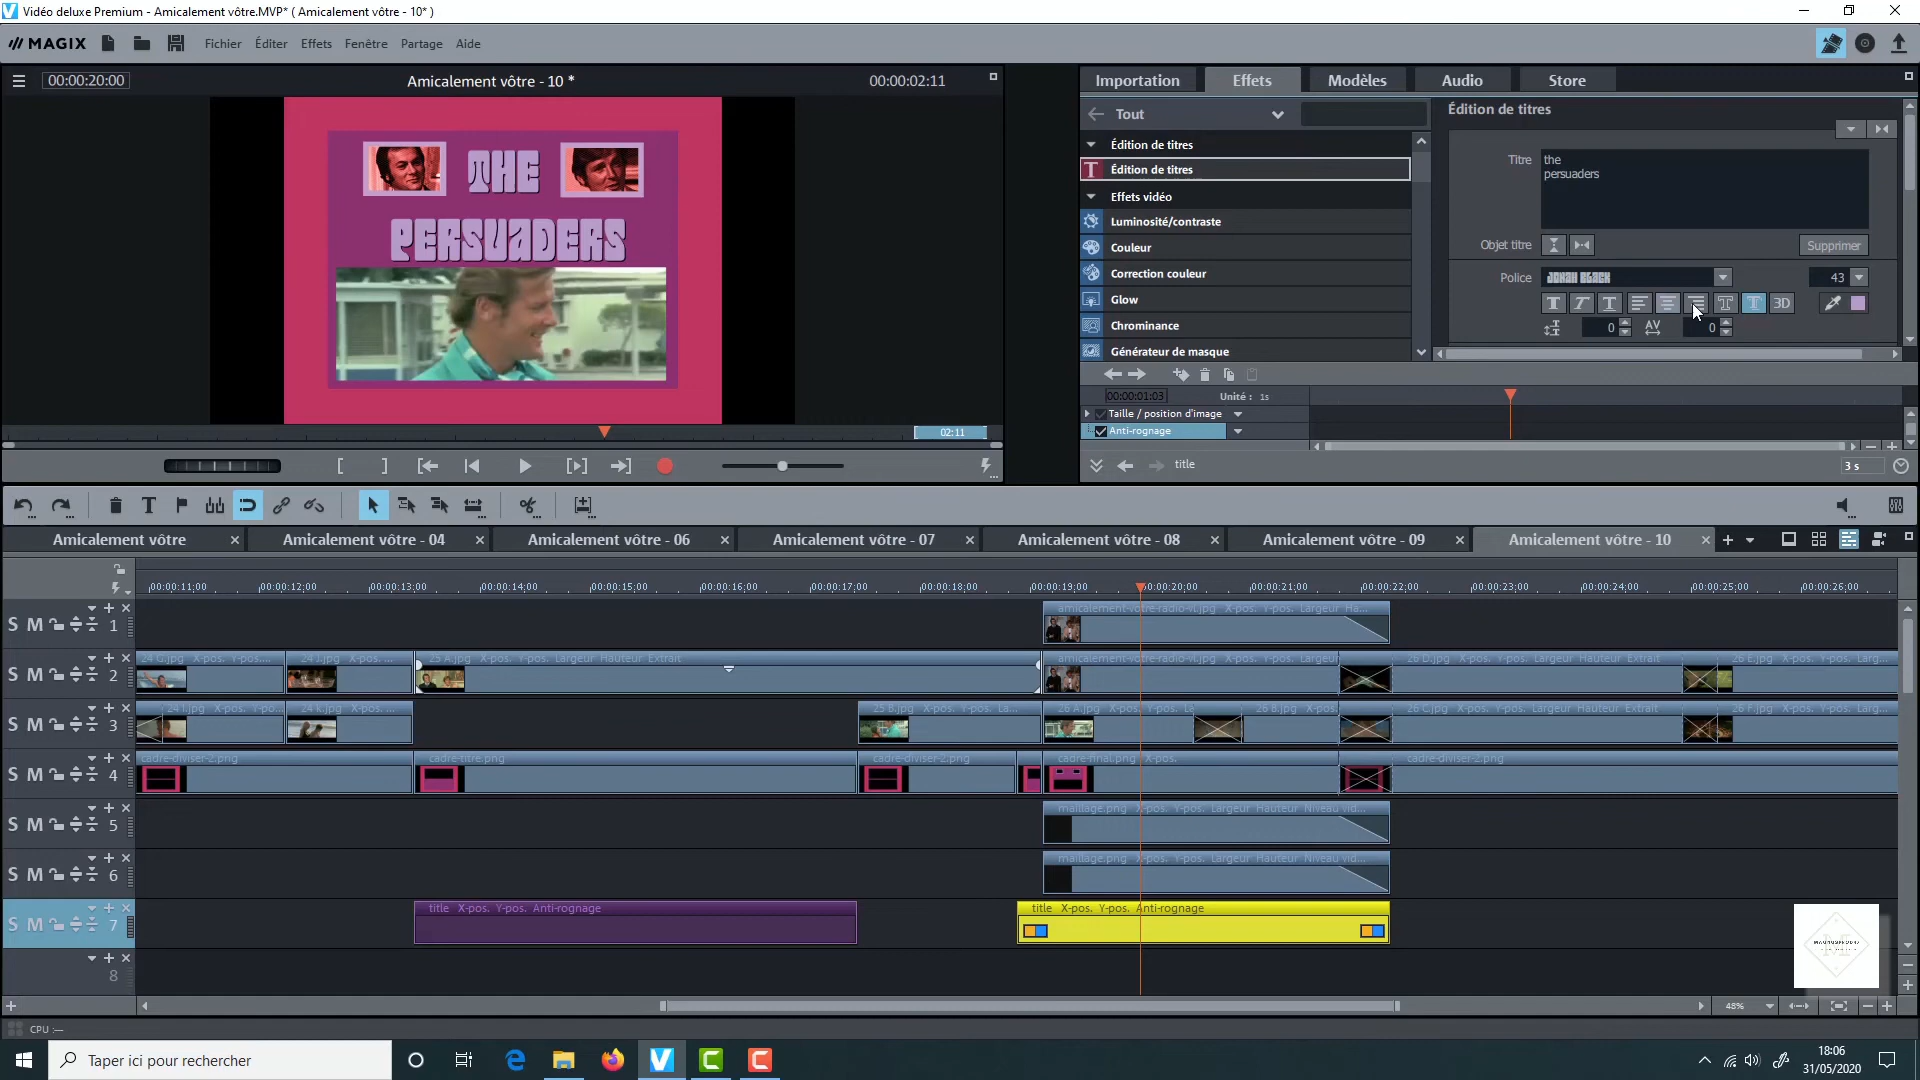 Vidéo deluxe Premium - Amicalement vôtre.MVP* ( Amicalement vôtre - 10* )
MAGIX Fichier Éditer Effets Fenêtre Partage Aide
00:00:20:00 Amicalement vôtre - 10 * 00:00:02:11
THE
PERSUADERS
02:11
Importation Effets Modèles Audio Store
Tout
Édition de titres
Édition de titres
Effets vidéo
Luminosité/contraste
Couleur
Correction couleur
Glow
Chrominance
Générateur de masque
Édition de titres
Titre the
persuaders
Objet titre Supprimer
Police JONAH BLACK 43
3D
0 AV 0
00:00:01:03 Unité : 1s
Taille / position d'image
Anti-rognage
title 3 s
Amicalement vôtre Amicalement vôtre - 04 Amicalement vôtre - 06 Amicalement vôtre - 07 Amicalement vôtre - 08 Amicalement vôtre - 09 Amicalement vôtre - 10
00:00:11;00 00:00:12;00 00:00:13;00 00:00:14;00 00:00:15;00 00:00:16;00 00:00:17;00 00:00:18;00 00:00:19;00 00:00:20;00 00:00:21;00 00:00:22;00 00:00:23;00 00:00:24;00 00:00:25;00 00:00:26;00
amicalement-votre-radio-vl.jpg X-pos. Y-pos. Largeur Ha...
S M 1
24 G.jpg X-pos. Y-pos.... 24 J.jpg X-pos. ... 25 A.jpg X-pos. Y-pos. Largeur Hauteur Extrait amicalement-votre-radio-vl.jpg X-pos. Y-pos. Largeur 26 D.jpg X-pos. Y-pos. Largeur Hauteur Extrait 26 E.jpg X-pos. Y-pos. Larg...
S M 2
24 I.jpg X-pos. Y-po... 24 k.jpg X-pos. ... 25 B.jpg X-pos. Y-pos. La... 26 A.jpg X-pos. Y-pos. La 26 B.jpg X-pos. 26 C.jpg X-pos. Y-pos. Largeur Hauteur Extrait 26 F.jpg X-pos. Y-pos. Larg...
S M 3
cadre-diviser-2.png cadre-titre.png cadre-diviser-2.png cadre-final.png X-pos. cadre-diviser-2.png
S M 4
maillage.png X-pos. Y-pos. Largeur Hauteur Niveau vid...
S M 5
maillage.png X-pos. Y-pos. Largeur Hauteur Niveau vid...
S M 6
title X-pos. Y-pos. Anti-rognage title X-pos. Y-pos. Anti-rognage
S M 7
8
48%
CPU :---
Taper ici pour rechercher
18:06
31/05/2020